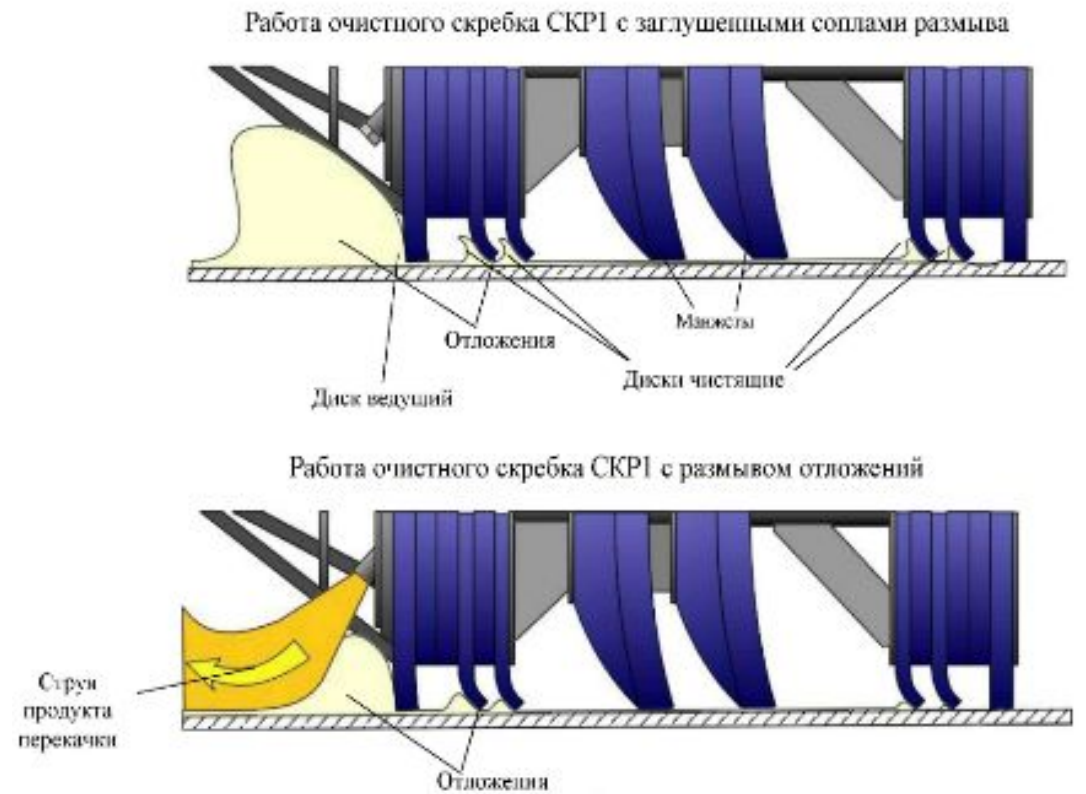 Работа очистного скребка СКР1 с заглушенными соплами размыва
Манжеты
Отложения
Диски чистящие
Диск ведущий
Работа очистного скребка СКР1 с размывом отложений
Струя
продукта
перекачки
Отложения